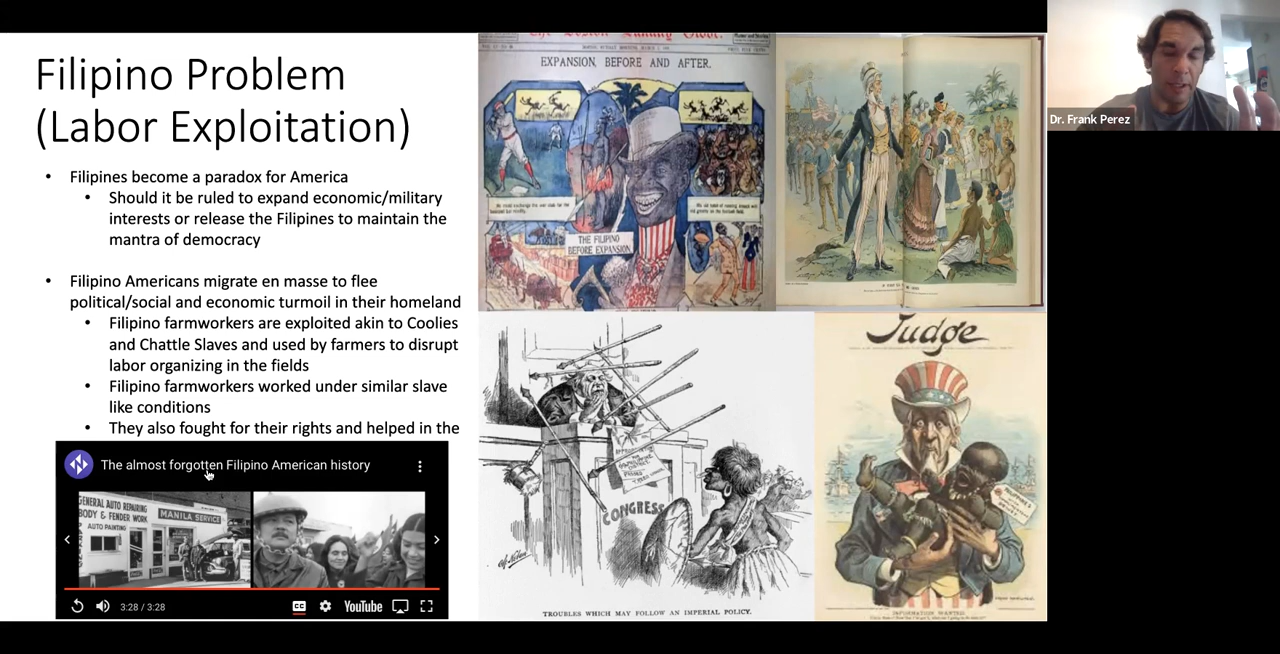 Filipino Problem
(Labor Exploitation)
• Filipines become a paradox for America
• Should it be ruled to expand economic/military
interests or release the Filipines to maintain the
mantra of democracy
• Filipino Americans migrate en masse to flee
political/social and economic turmoil in their homeland
• Filipino farmworkers are exploited akin to Coolies
and Chattle Slaves and used by farmers to disrupt
labor organizing in the fields
• Filipino farmworkers worked under similar slave
like conditions
• They also fought for their rights and helped in the
The almost forgotten Filipino American history
GENERAL AUTO REPAIRING
BODY & FENDER WORK
AUTO PAINTING
MANILA SERVICE
3:28 / 3:28
CC
YouTube
The Boston Sunday Globe.
EXPANSION, BEFORE AND AFTER.
THE FILIPINO
BEFORE EXPANSION.
CONGRESS
TROUBLES WHICH MAY FOLLOW AN IMPERIAL POLICY.
Judge
INFORMATION WANTED.
Dr. Frank Perez